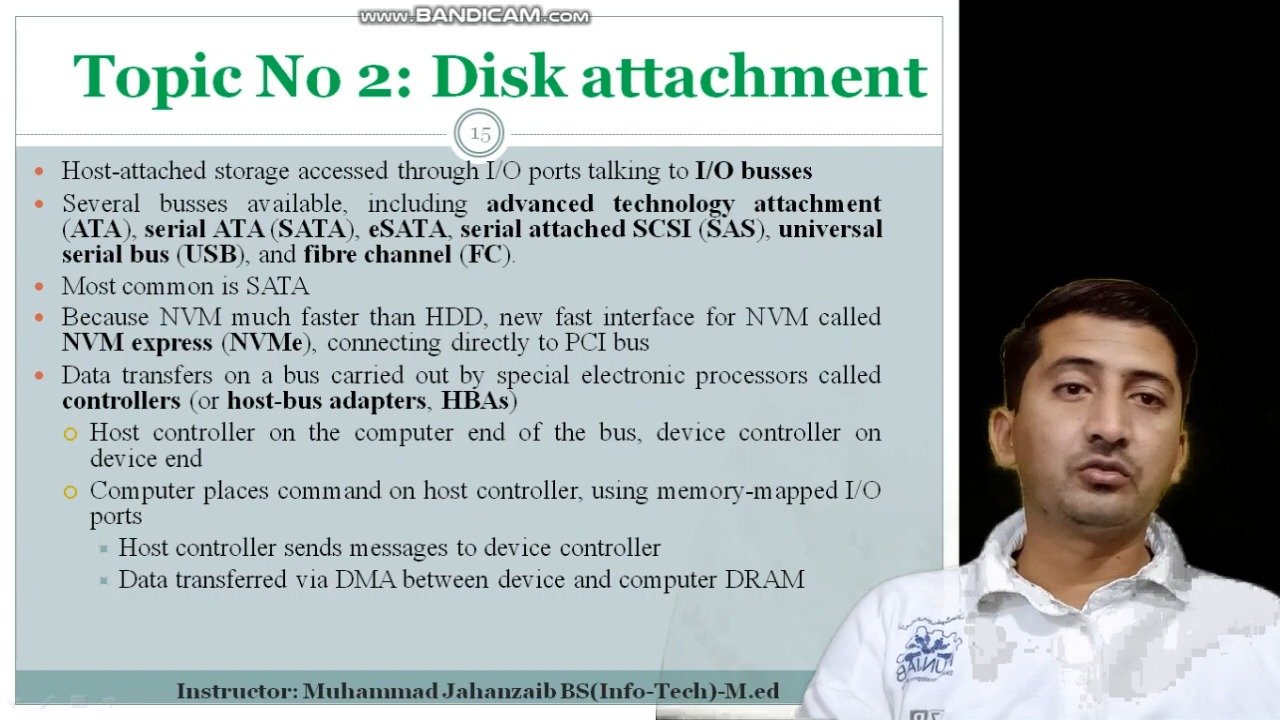 www.BANDICAM.com
Topic No 2: Disk attachment
15
• Host-attached storage accessed through I/O ports talking to I/O busses
• Several busses available, including advanced technology attachment
(ATA), serial ATA (SATA), eSATA, serial attached SCSI (SAS), universal
serial bus (USB), and fibre channel (FC).
• Most common is SATA
• Because NVM much faster than HDD, new fast interface for NVM called
NVM express (NVMe), connecting directly to PCI bus
• Data transfers on a bus carried out by special electronic processors called
controllers (or host-bus adapters, HBAs)
Host controller on the computer end of the bus, device controller on
device end
Computer places command on host controller, using memory-mapped I/O
ports
Host controller sends messages to device controller
Data transferred via DMA between device and computer DRAM
Instructor: Muhammad Jahanzaib BS(Info-Tech)-M.ed